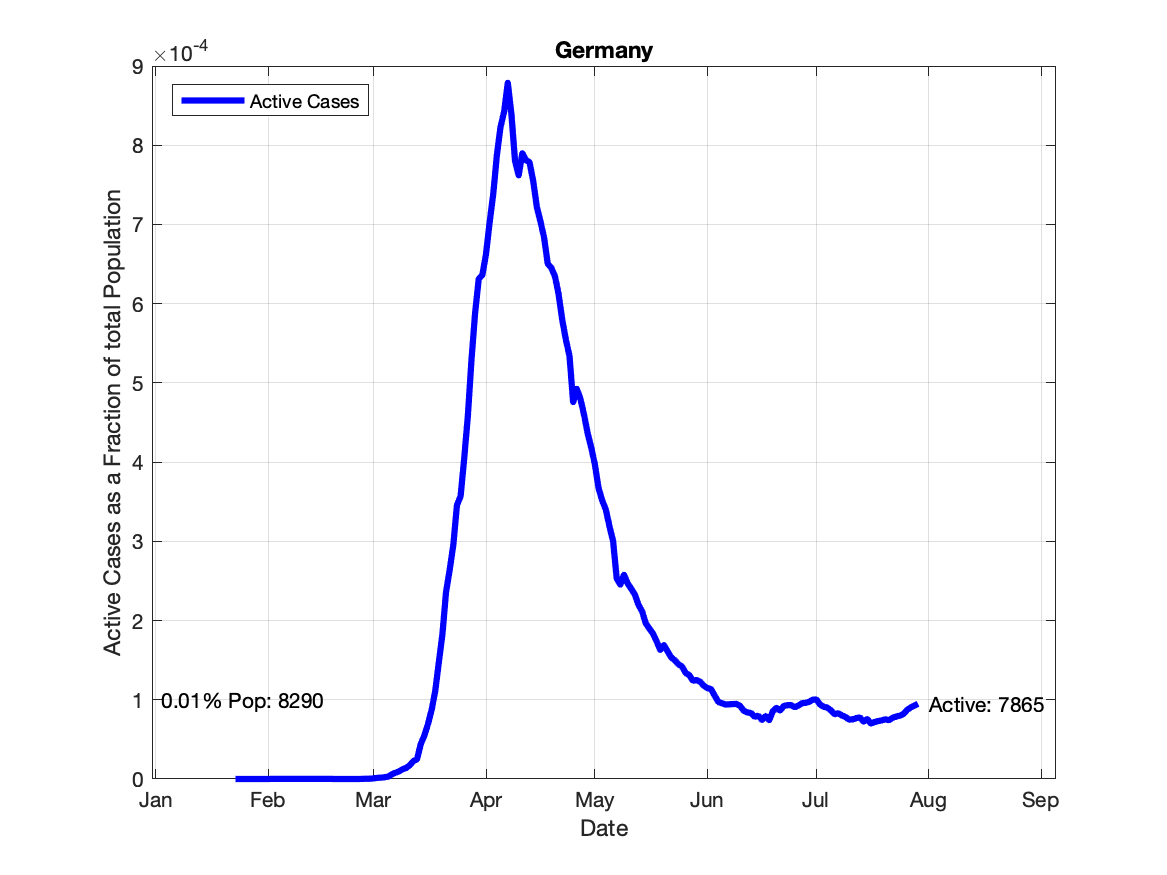 Germany
×10-4
Active Cases
Active Cases as a Fraction of total Population
9
8
7
6
5
4
3
2
1
0
0.01% Pop: 8290
Active: 7865
Jan Feb Mar Apr May Jun Jul Aug Sep
Date